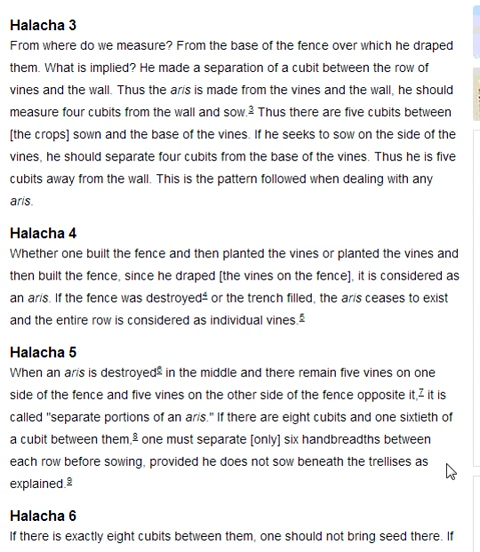 Halacha 3
From where do we measure? From the base of the fence over which he draped
them. What is implied? He made a separation of a cubit between the row of
vines and the wall. Thus the aris is made from the vines and the wall, he should
measure four cubits from the wall and sow.3 Thus there are five cubits between
[the crops] sown and the base of the vines. If he seeks to sow on the side of the
vines, he should separate four cubits from the base of the vines. Thus he is five
cubits away from the wall. This is the pattern followed when dealing with any
aris.
Halacha 4
Whether one built the fence and then planted the vines or planted the vines and
then built the fence, since he draped [the vines on the fence], it is considered as
an aris. If the fence was destroyed4 or the trench filled, the aris ceases to exist
and the entire row is considered as individual vines.5
Halacha 5
When an aris is destroyed6 in the middle and there remain five vines on one
side of the fence and five vines on the other side of the fence opposite it,7 it is
called "separate portions of an aris." If there are eight cubits and one sixtieth of
a cubit between them,8 one must separate [only] six handbreadths between
each row before sowing, provided he does not sow beneath the trellises as
explained.9
Halacha 6
If there is exactly eight cubits between them, one should not bring seed there. If